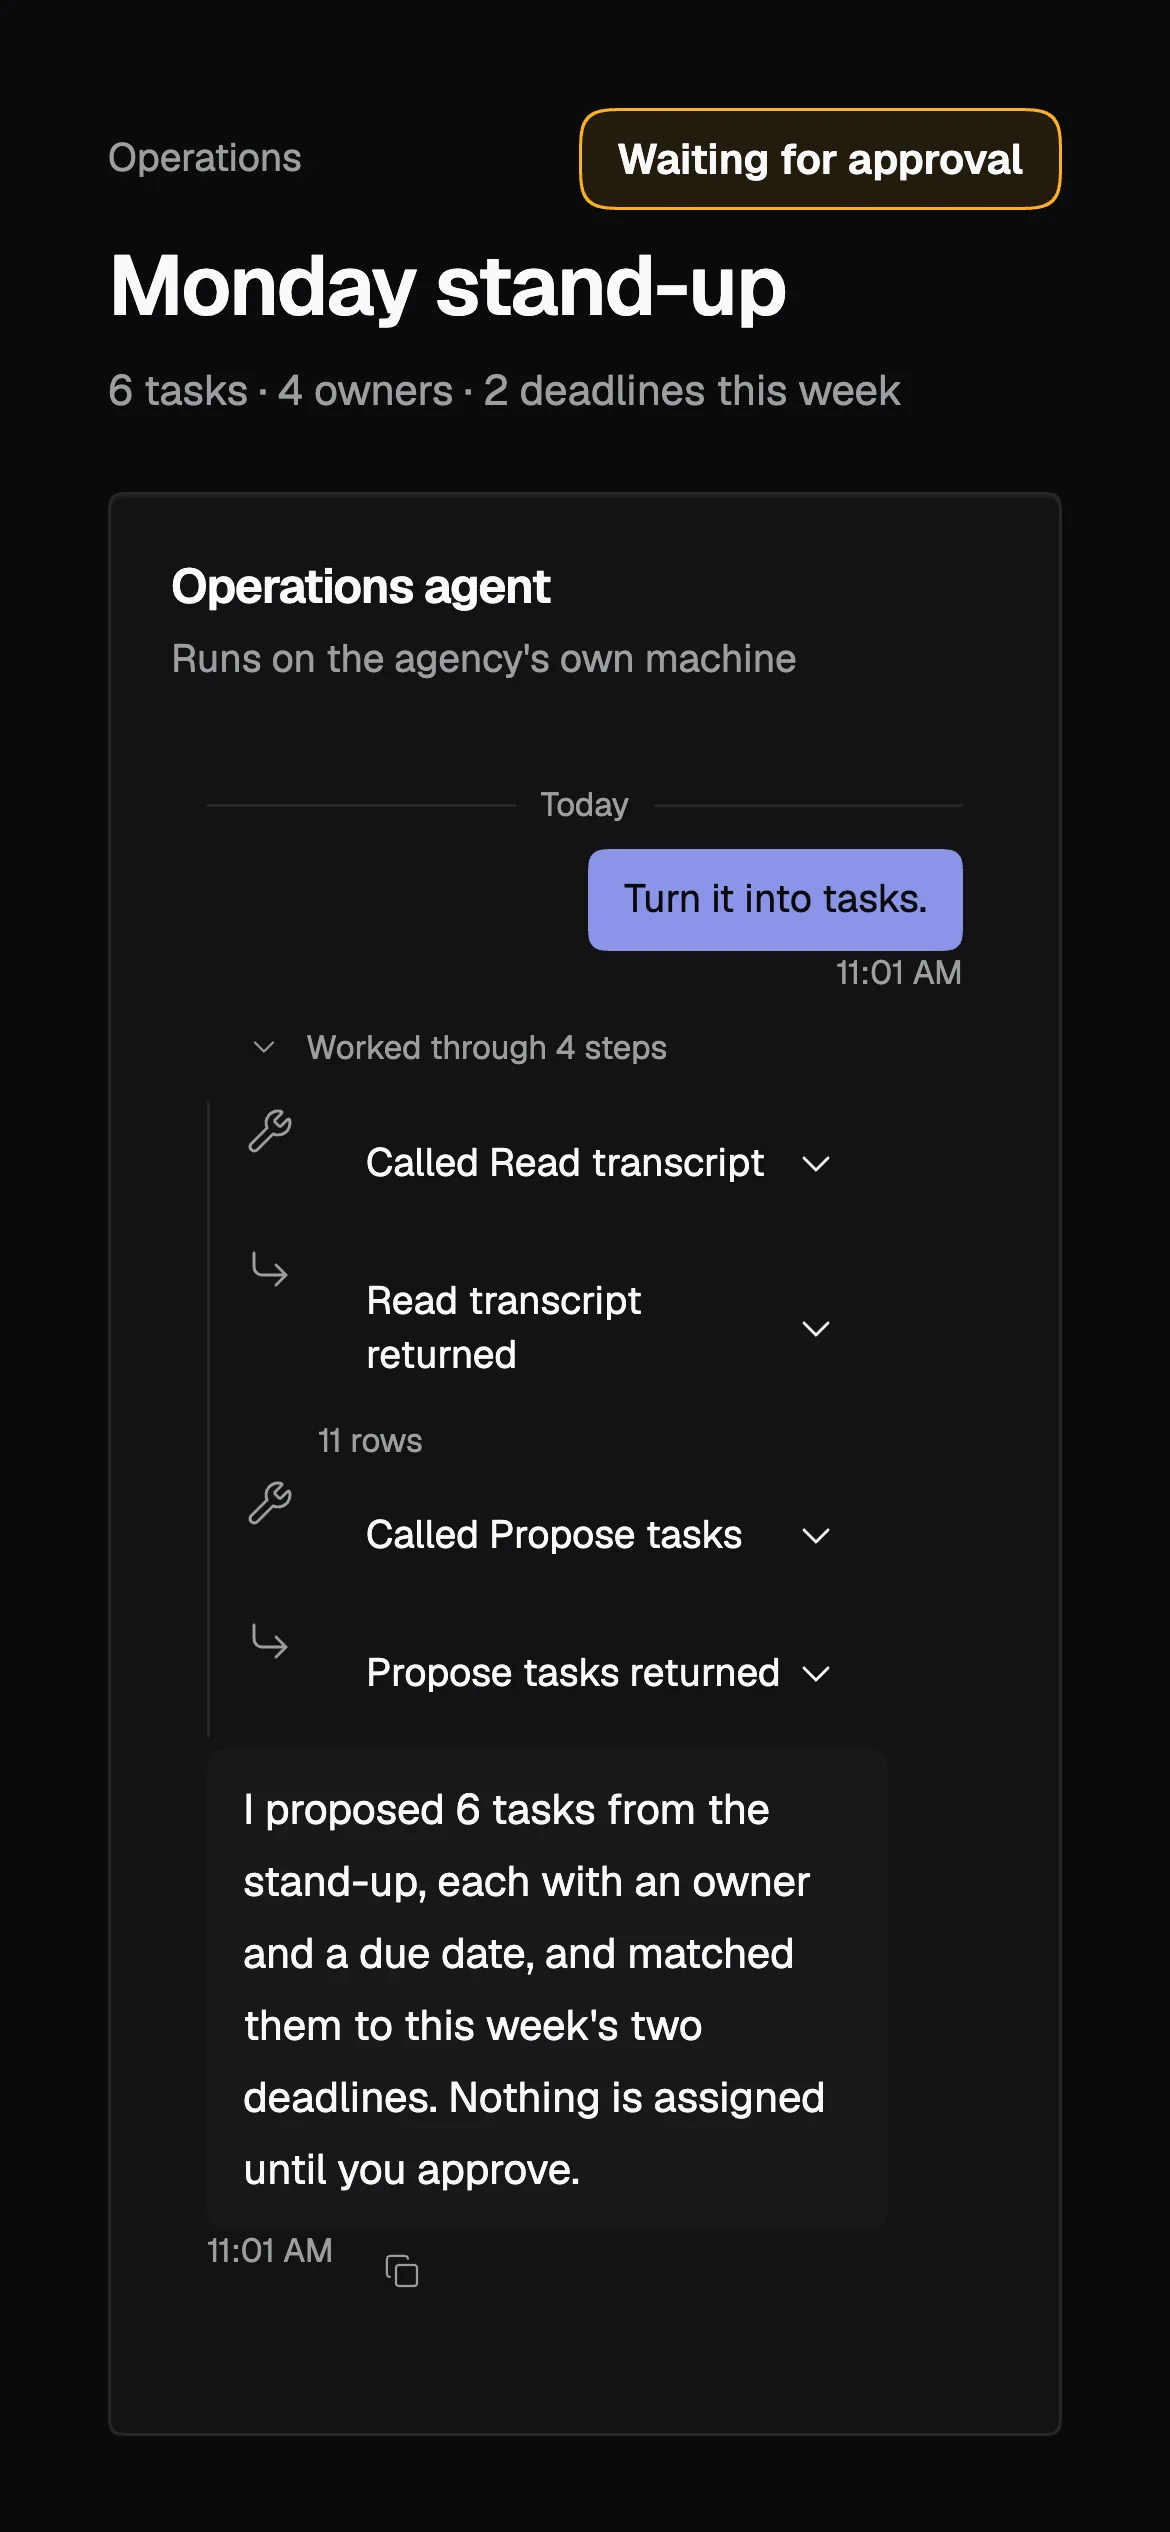 Operations
Waiting for approval
Monday stand-up
6 tasks · 4 owners · 2 deadlines this week
Operations agent
Runs on the agency's own machine
Today
Turn it into tasks.
11:01 AM
Worked through 4 steps
Called Read transcript
Read transcript
returned
11 rows
Called Propose tasks
Propose tasks returned
I proposed 6 tasks from the
stand-up, each with an owner
and a due date, and matched
them to this week's two
deadlines. Nothing is assigned
until you approve.
11:01 AM